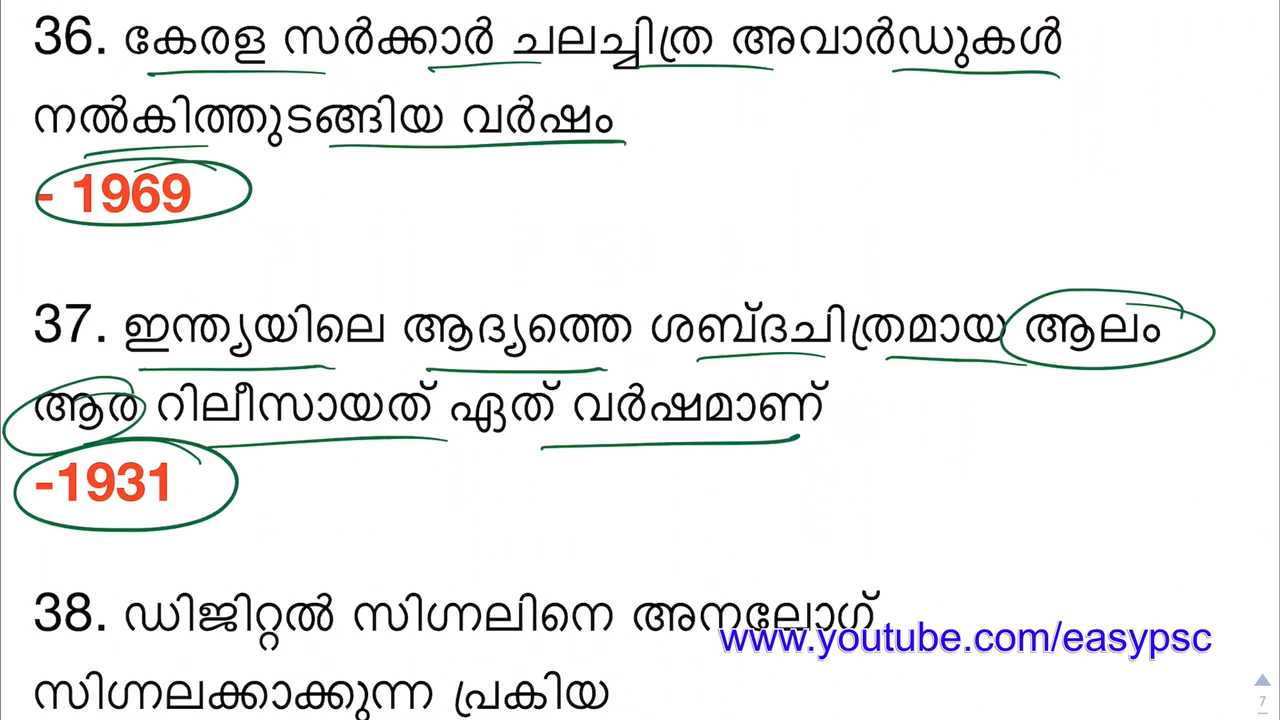 36. കേരള സർക്കാർ ചലച്ചിത്ര അവാർഡുകൾ
നൽകിത്തുടങ്ങിയ വർഷം
- 1969
37. ഇന്ത്യയിലെ ആദ്യത്തെ ശബ്ദചിത്രമായ ആലം
ആര റിലീസായത് ഏത് വർഷമാണ്
-1931
38. ഡിജിറ്റൽ സിഗ്നലിനെ അനലോഗ്
www.youtube.com/easypsc
സിഗ്നലക്കാക്കുന്ന പ്രകിയ
7